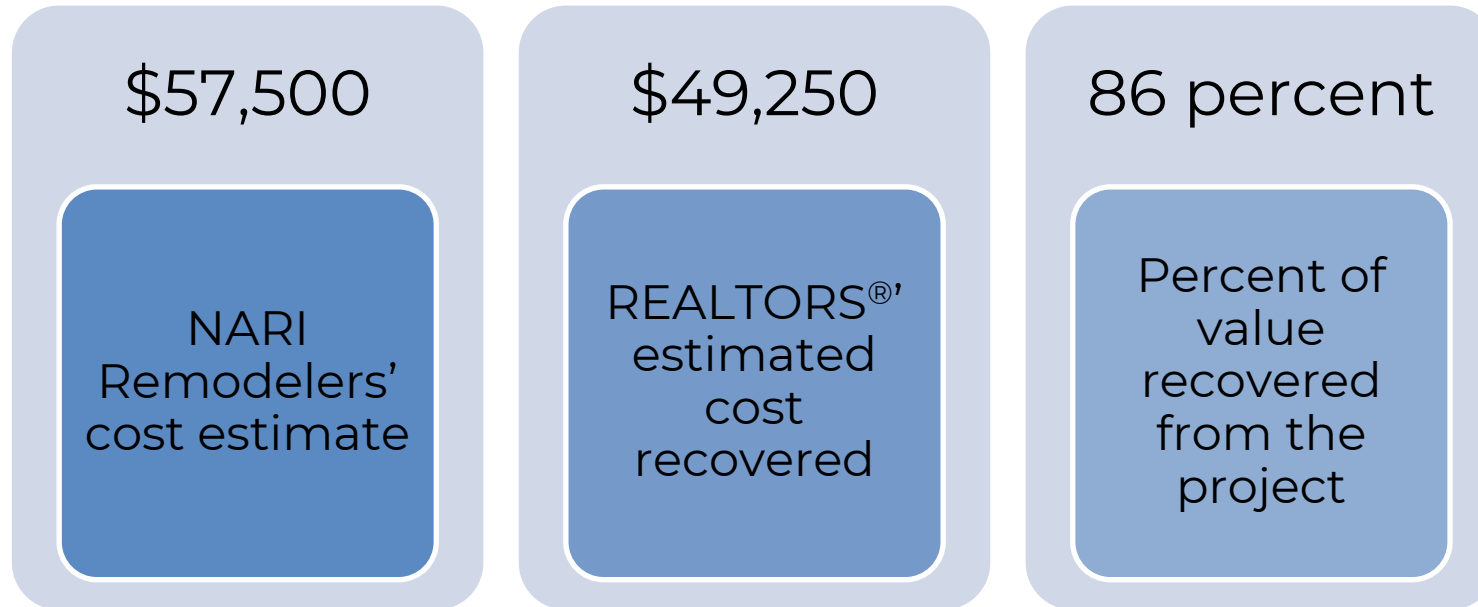 $57,500
NARI
Remodelers’
cost estimate
$49,250
REALTORS®’
estimated
cost
recovered
86 percent
Percent of
value
recovered
from the
project